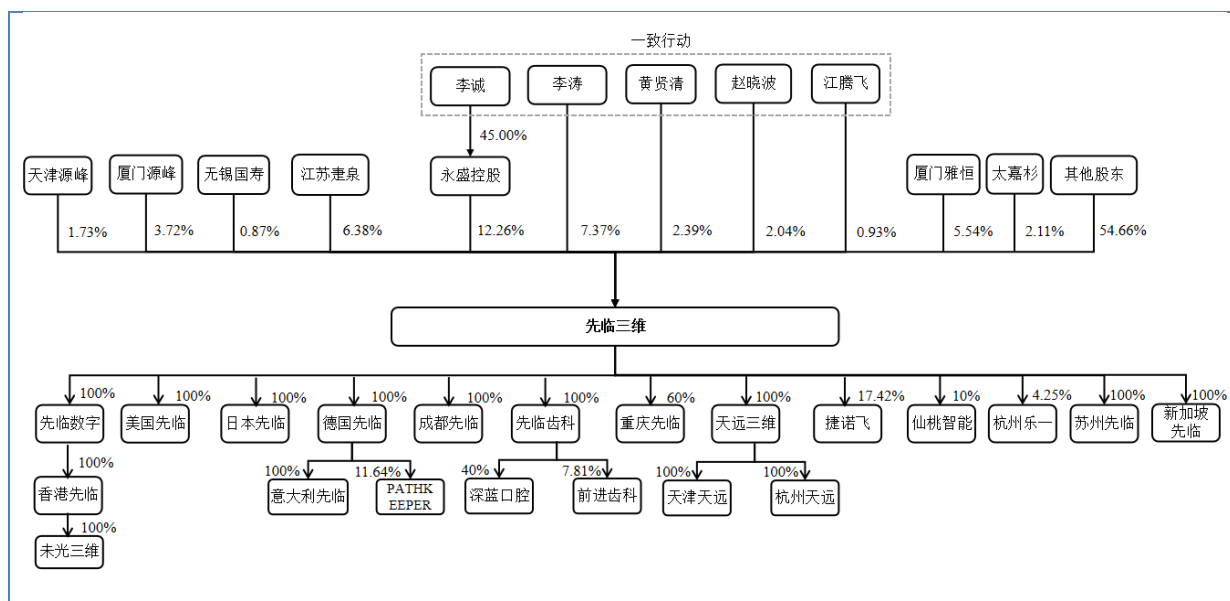 一致行动
李诚
李涛
黄贤清
赵晓波
江腾飞
45.00%
天津源峰
厦门源峰
无锡国寿
江苏疌泉
永盛控股
厦门雅恒
太嘉杉
其他股东
1.73%
3.72%
0.87%
6.38%
12.26%
7.37%
2.39%
2.04%
0.93%
5.54%
2.11%
54.66%
先临三维
100%
100%
100%
100%
100%
100%
60%
100%
17.42%
10%
4.25%
100%
100%
先临数字
美国先临
日本先临
德国先临
成都先临
先临齿科
重庆先临
天远三维
捷诺飞
仙桃智能
杭州乐一
苏州先临
新加坡
先临
100%
100%
11.64%
40%
7.81%
100%
100%
香港先临
意大利先临
PATHK
EEPER
深蓝口腔
前进齿科
天津天远
杭州天远
100%
未光三维